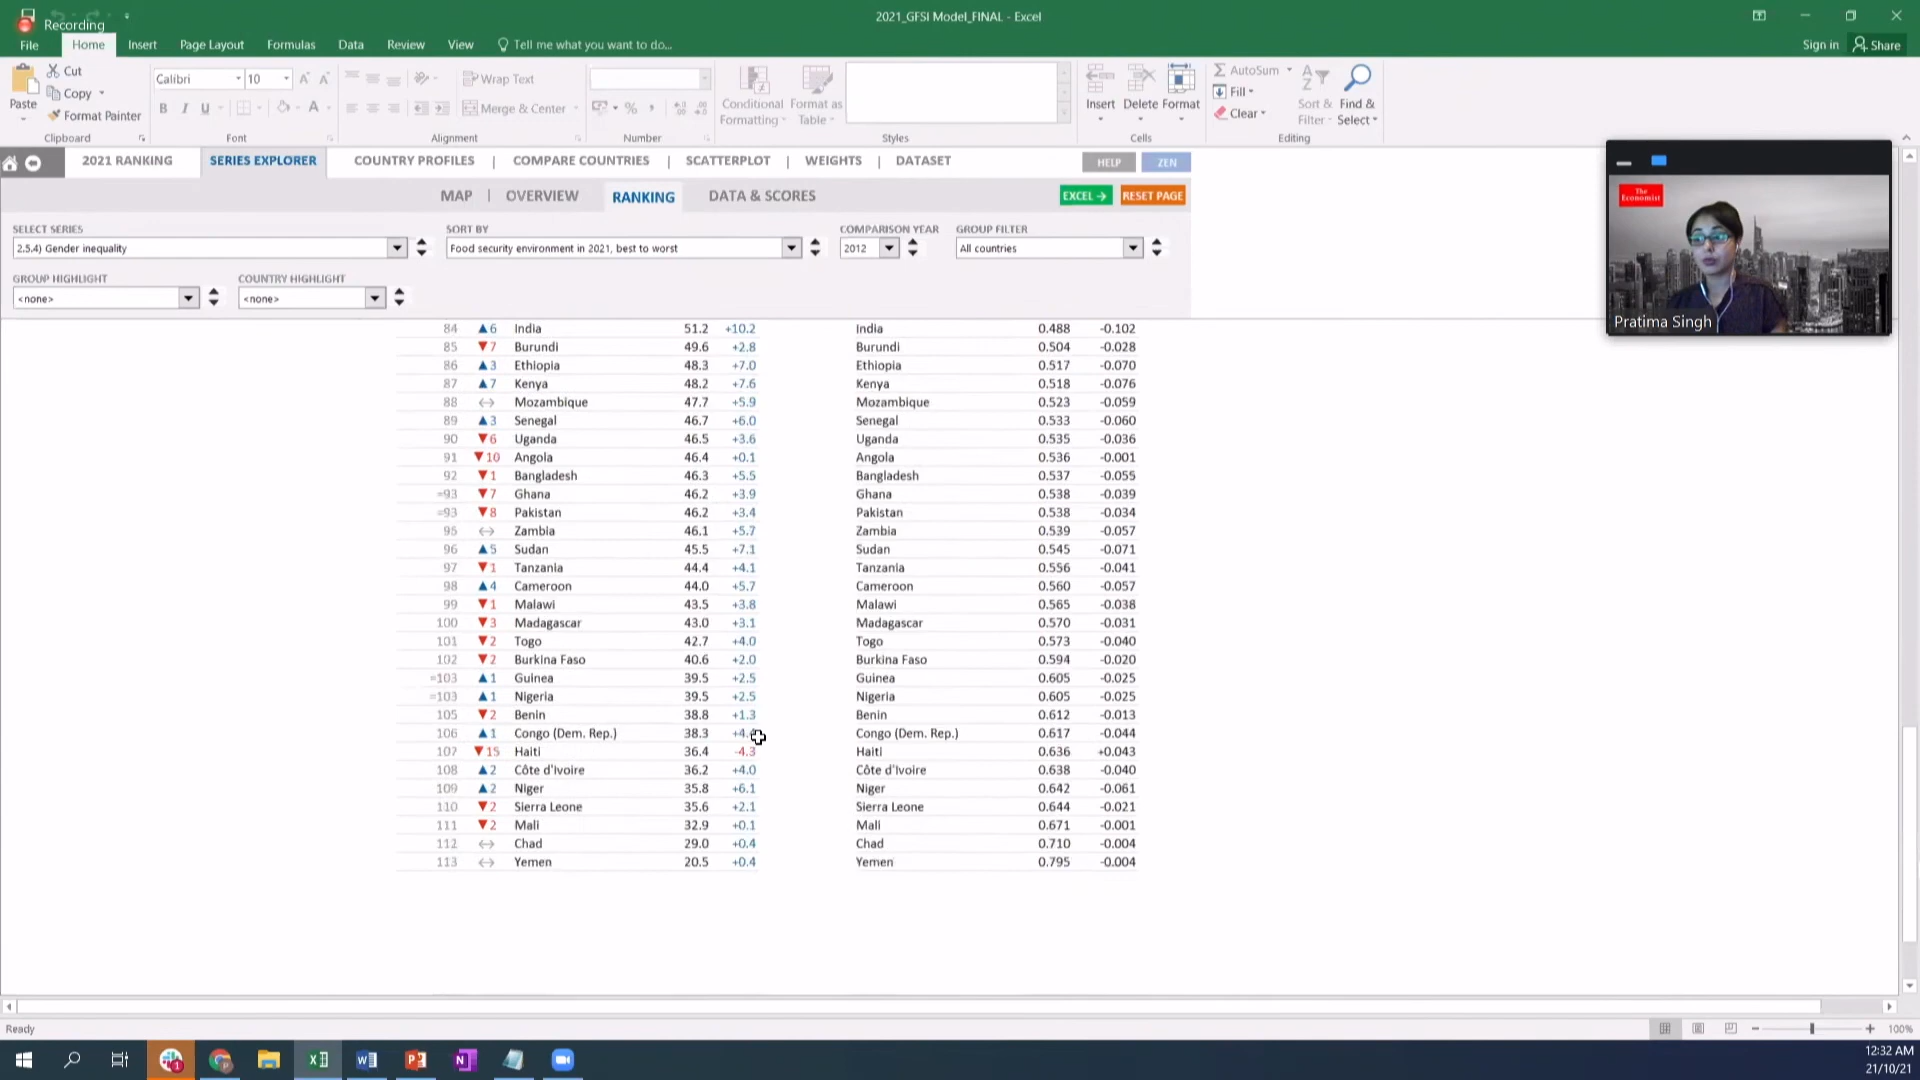 Recording
2021_GFSI Model_FINAL - Excel
File Home Insert Page Layout Formulas Data Review View Tell me what you want to do... Sign in Share
Paste Cut Copy Format Painter Clipboard
Calibri 10 B I U A Font
Wrap Text Merge & Center Alignment
% Number
Conditional Formatting Format as Table Styles
Insert Delete Format Cells
AutoSum Fill Clear Sort & Filter Find & Select Editing
2021 RANKING SERIES EXPLORER COUNTRY PROFILES | COMPARE COUNTRIES | SCATTERPLOT | WEIGHTS | DATASET HELP ZEN
MAP | OVERVIEW RANKING DATA & SCORES EXCEL → RESET PAGE
SELECT SERIES SORT BY COMPARISON YEAR GROUP FILTER
2.5.4) Gender inequality Food security environment in 2021, best to worst 2012 All countries
GROUP HIGHLIGHT COUNTRY HIGHLIGHT
<none> <none>
The Economist
Pratima Singh
84 ▲6 India 51.2 +10.2 India 0.488 -0.102
85 ▼7 Burundi 49.6 +2.8 Burundi 0.504 -0.028
86 ▲3 Ethiopia 48.3 +7.0 Ethiopia 0.517 -0.070
87 ▲7 Kenya 48.2 +7.6 Kenya 0.518 -0.076
88 ↔ Mozambique 47.7 +5.9 Mozambique 0.523 -0.059
89 ▲3 Senegal 46.7 +6.0 Senegal 0.533 -0.060
90 ▼6 Uganda 46.5 +3.6 Uganda 0.535 -0.036
91 ▼10 Angola 46.4 +0.1 Angola 0.536 -0.001
92 ▼1 Bangladesh 46.3 +5.5 Bangladesh 0.537 -0.055
=93 ▼7 Ghana 46.2 +3.9 Ghana 0.538 -0.039
=93 ▼8 Pakistan 46.2 +3.4 Pakistan 0.538 -0.034
95 ↔ Zambia 46.1 +5.7 Zambia 0.539 -0.057
96 ▲5 Sudan 45.5 +7.1 Sudan 0.545 -0.071
97 ▼1 Tanzania 44.4 +4.1 Tanzania 0.556 -0.041
98 ▲4 Cameroon 44.0 +5.7 Cameroon 0.560 -0.057
99 ▼1 Malawi 43.5 +3.8 Malawi 0.565 -0.038
100 ▼3 Madagascar 43.0 +3.1 Madagascar 0.570 -0.031
101 ▼2 Togo 42.7 +4.0 Togo 0.573 -0.040
102 ▼2 Burkina Faso 40.6 +2.0 Burkina Faso 0.594 -0.020
=103 ▲1 Guinea 39.5 +2.5 Guinea 0.605 -0.025
=103 ▲1 Nigeria 39.5 +2.5 Nigeria 0.605 -0.025
105 ▼2 Benin 38.8 +1.3 Benin 0.612 -0.013
106 ▲1 Congo (Dem. Rep.) 38.3 Congo (Dem. Rep.) 0.617 -0.044
107 ▼15 Haiti 36.4 -4.3 Haiti 0.636 +0.043
108 ▲2 Côte d'Ivoire 36.2 +4.0 Côte d'Ivoire 0.638 -0.040
109 ▲2 Niger 35.8 +6.1 Niger 0.642 -0.061
110 ▼2 Sierra Leone 35.6 +2.1 Sierra Leone 0.644 -0.021
111 ▼2 Mali 32.9 +0.1 Mali 0.671 -0.001
112 ↔ Chad 29.0 +0.4 Chad 0.710 -0.004
113 ↔ Yemen 20.5 +0.4 Yemen 0.795 -0.004
Ready 100%
12:32 AM
21/10/21